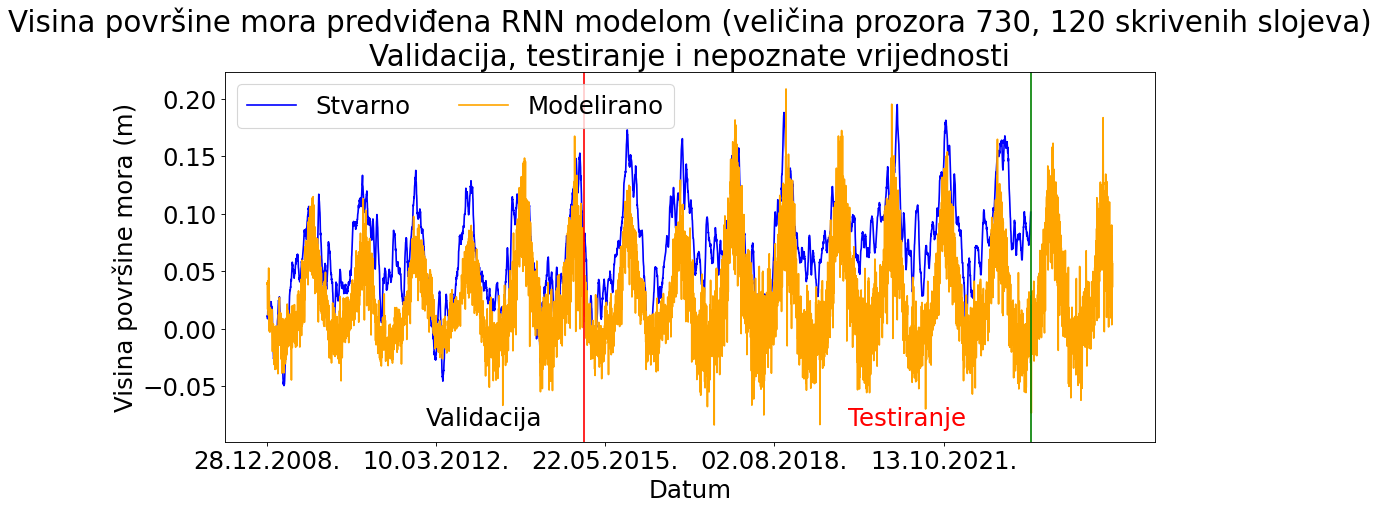 Visina površine mora predviđena RNN modelom (veličina prozora 730, 120 skrivenih slojeva)
Validacija, testiranje i nepoznate vrijednosti
Stvarno Modelirano
Visina površine mora (m)
0.20
0.15
0.10
0.05
0.00
−0.05
Validacija
Testiranje
28.12.2008. 10.03.2012. 22.05.2015. 02.08.2018. 13.10.2021.
Datum